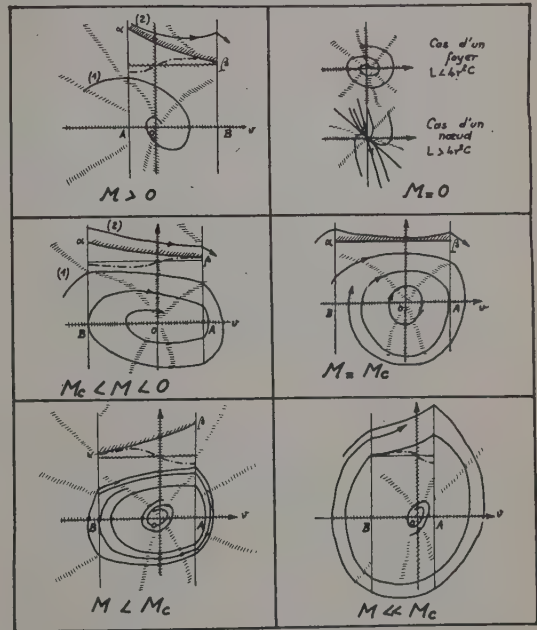 (2)
α
(1)
β
A
O
B
v
M > 0
Cas d'un
foyer
L < 4r²C
Cas d'un
nœud
L > 4r²C
M = 0
(2)
α
β
(1)
O
v
B
A
Mc < M < 0
α
β
B
O
A
v
M = Mc
α
β
B
A
v
M < Mc
B
A
v
M ≪ Mc